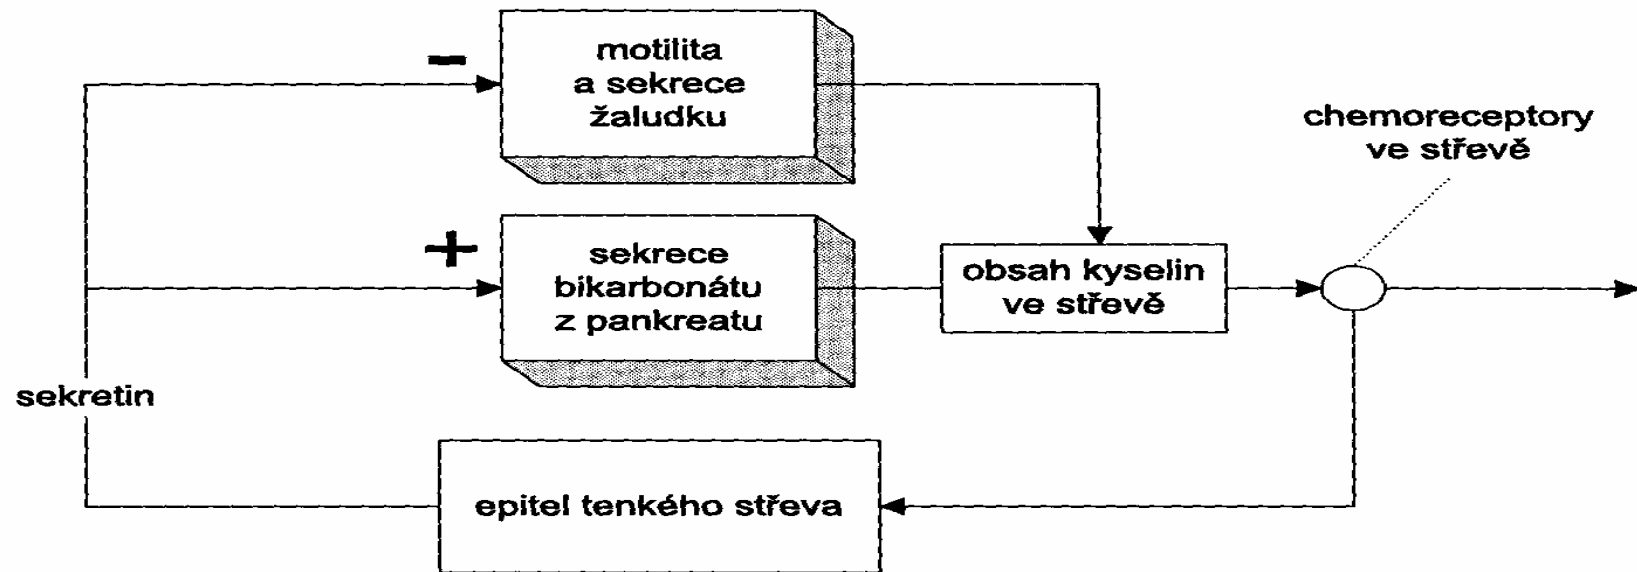 −
motilita
a sekrece
žaludku
chemoreceptory
ve střevě
+
sekrece
bikarbonátu
z pankreatu
obsah kyselin
ve střevě
sekretin
epitel tenkého střeva